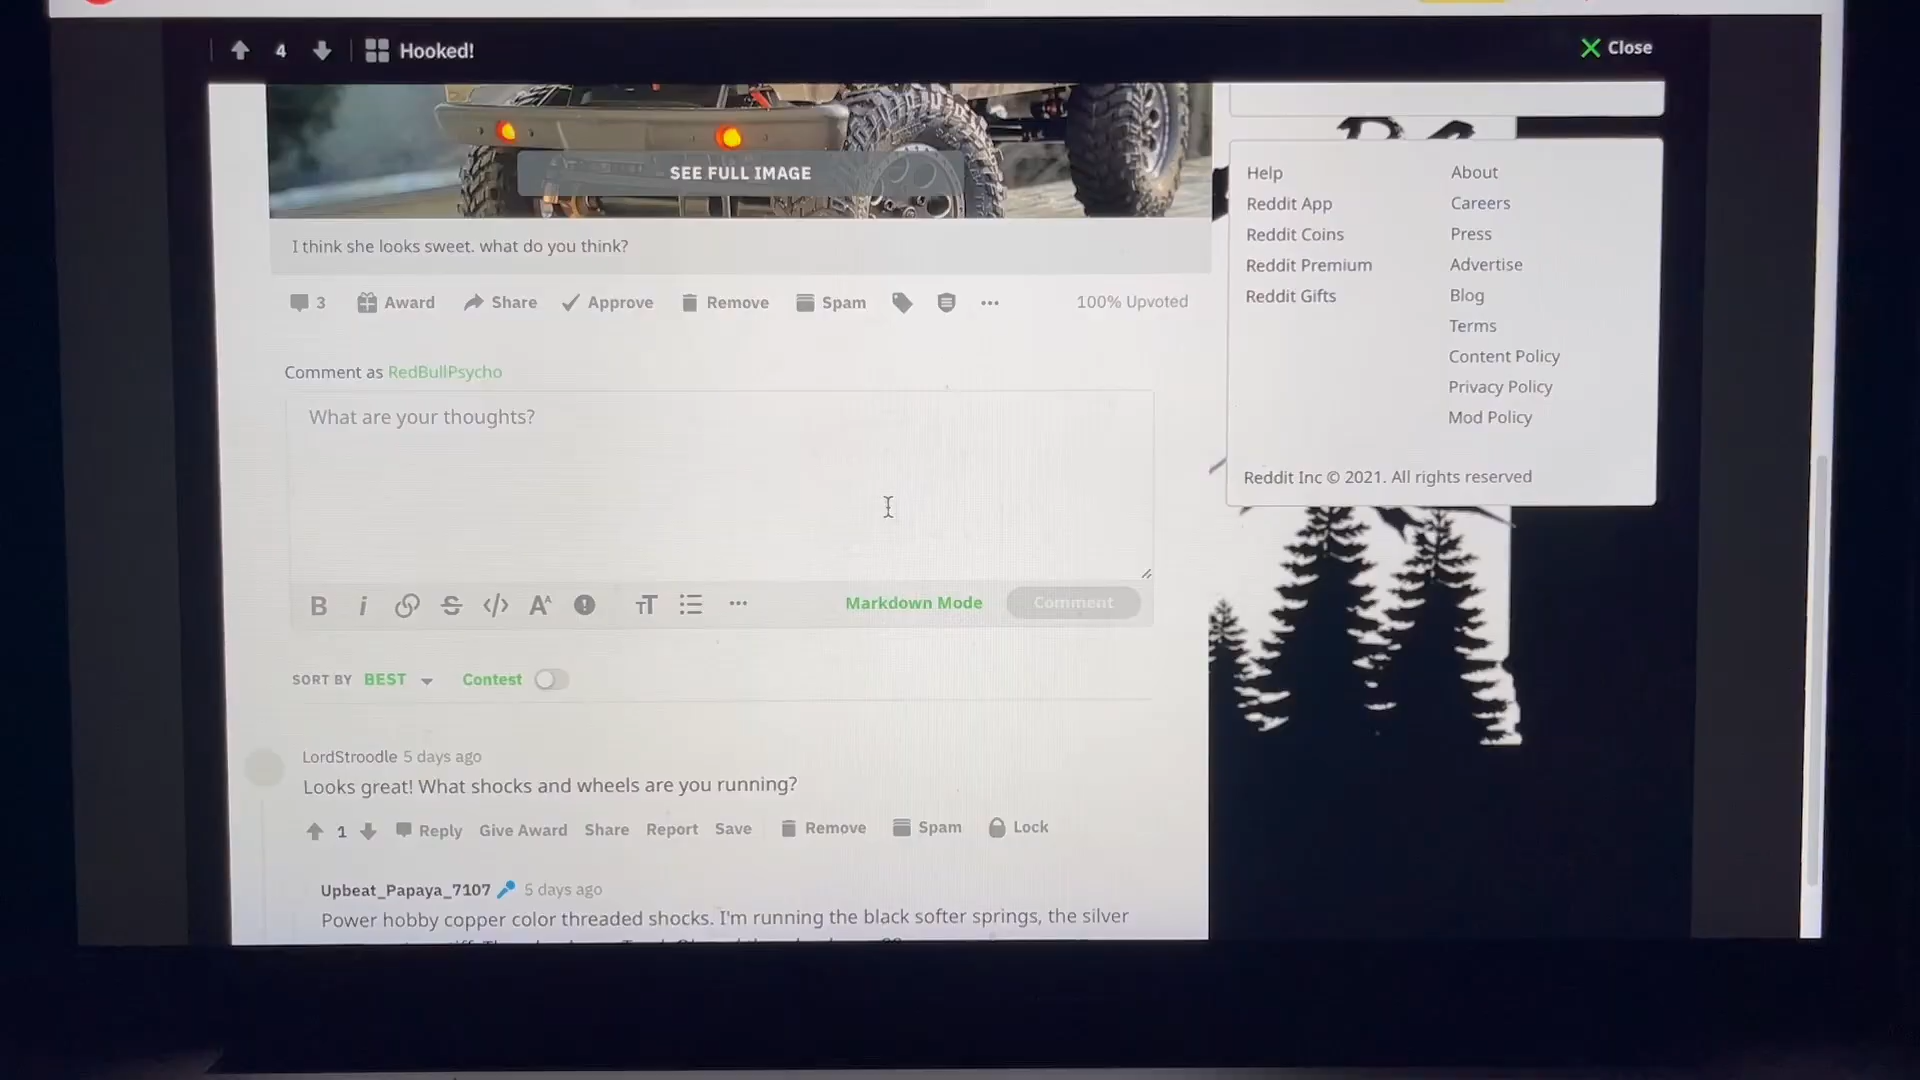 4 Hooked! Close
SEE FULL IMAGE
I think she looks sweet. what do you think?
3 Award Share Approve Remove Spam 100% Upvoted
Comment as RedBullPsycho
What are your thoughts?
B i S </> A A ! T T Markdown Mode Comment
SORT BY BEST Contest
LordStroodle 5 days ago
Looks great! What shocks and wheels are you running?
1 Reply Give Award Share Report Save Remove Spam Lock
Upbeat_Papaya_7107 5 days ago
Power hobby copper color threaded shocks. I'm running the black softer springs, the silver
Help About
Reddit App Careers
Reddit Coins Press
Reddit Premium Advertise
Reddit Gifts Blog
Terms
Content Policy
Privacy Policy
Mod Policy
Reddit Inc © 2021. All rights reserved